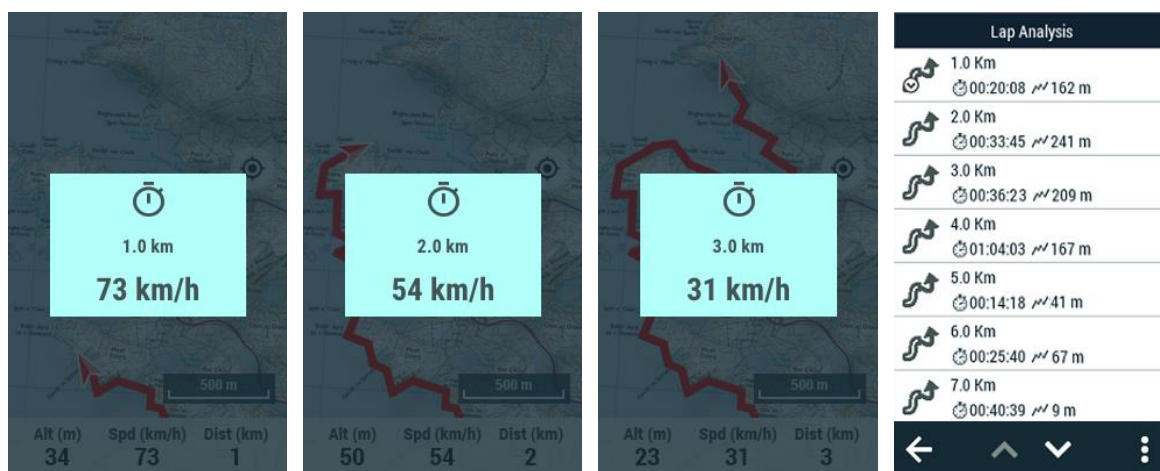 1.0 km
73 km/h
500 m
Alt (m) Spd (km/h) Dist (km)
34 73 1
2.0 km
54 km/h
500 m
Alt (m) Spd (km/h) Dist (km)
50 54 2
3.0 km
31 km/h
500 m
Alt (m) Spd (km/h) Dist (km)
23 31 3
Lap Analysis
1.0 Km
00:20:08 162 m
2.0 Km
00:33:45 241 m
3.0 Km
00:36:23 209 m
4.0 Km
01:04:03 167 m
5.0 Km
00:14:18 41 m
6.0 Km
00:25:40 67 m
7.0 Km
00:40:39 9 m